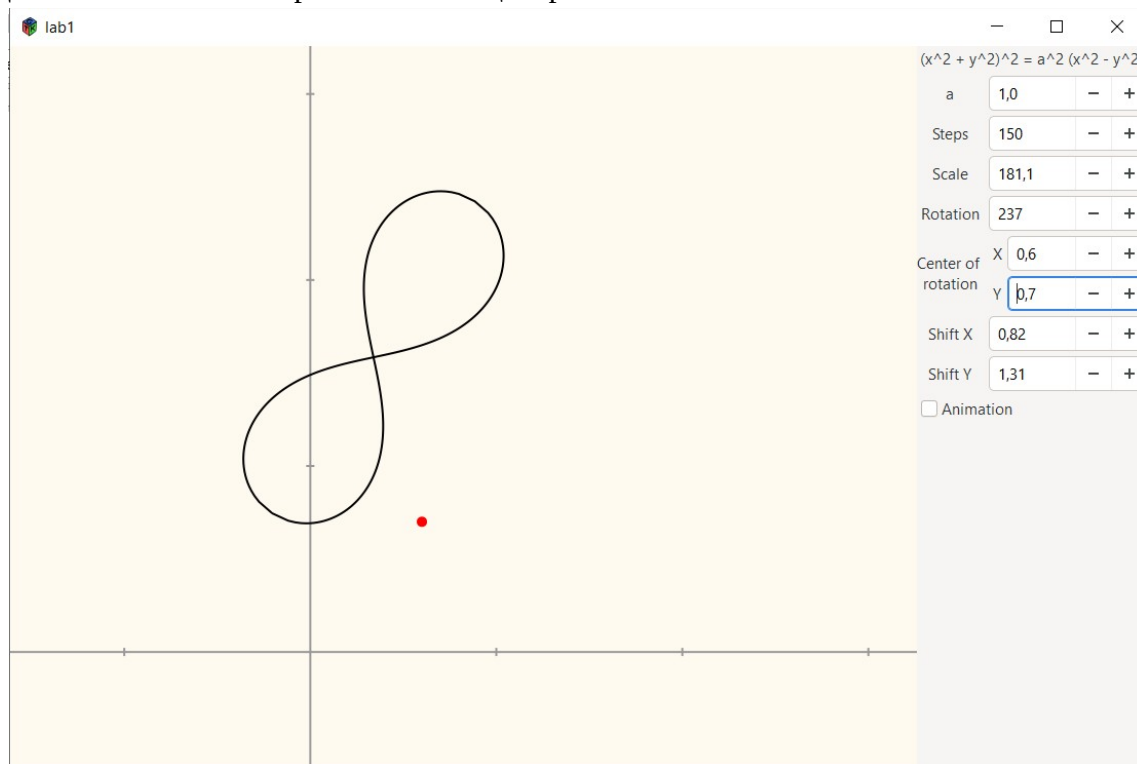 lab1
(x^2 + y^2)^2 = a^2 (x^2 - y^2
a 1,0 − +
Steps 150 − +
Scale 181,1 − +
Rotation 237 − +
Center of rotation
X 0,6 − +
Y 0,7 − +
Shift X 0,82 − +
Shift Y 1,31 − +
Animation